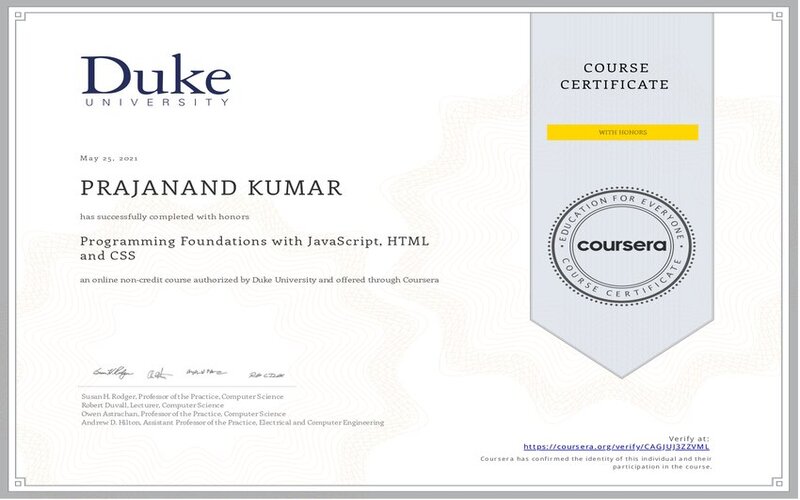 Duke
UNIVERSITY
COURSE
CERTIFICATE
WITH HONORS
May 25, 2021
PRAJANAND KUMAR
has successfully completed with honors
Programming Foundations with JavaScript, HTML
and CSS
an online non-credit course authorized by Duke University and offered through Coursera
EDUCATION FOR EVERYONE
coursera
COURSE CERTIFICATE
Susan H. Rodger, Professor of the Practice, Computer Science
Robert Duvall, Lecturer, Computer Science
Owen Astrachan, Professor of the Practice, Computer Science
Andrew D. Hilton, Assistant Professor of the Practice, Electrical and Computer Engineering
Verify at:
https://coursera.org/verify/CAGJUJ3ZZVML
Coursera has confirmed the identity of this individual and their
participation in the course.